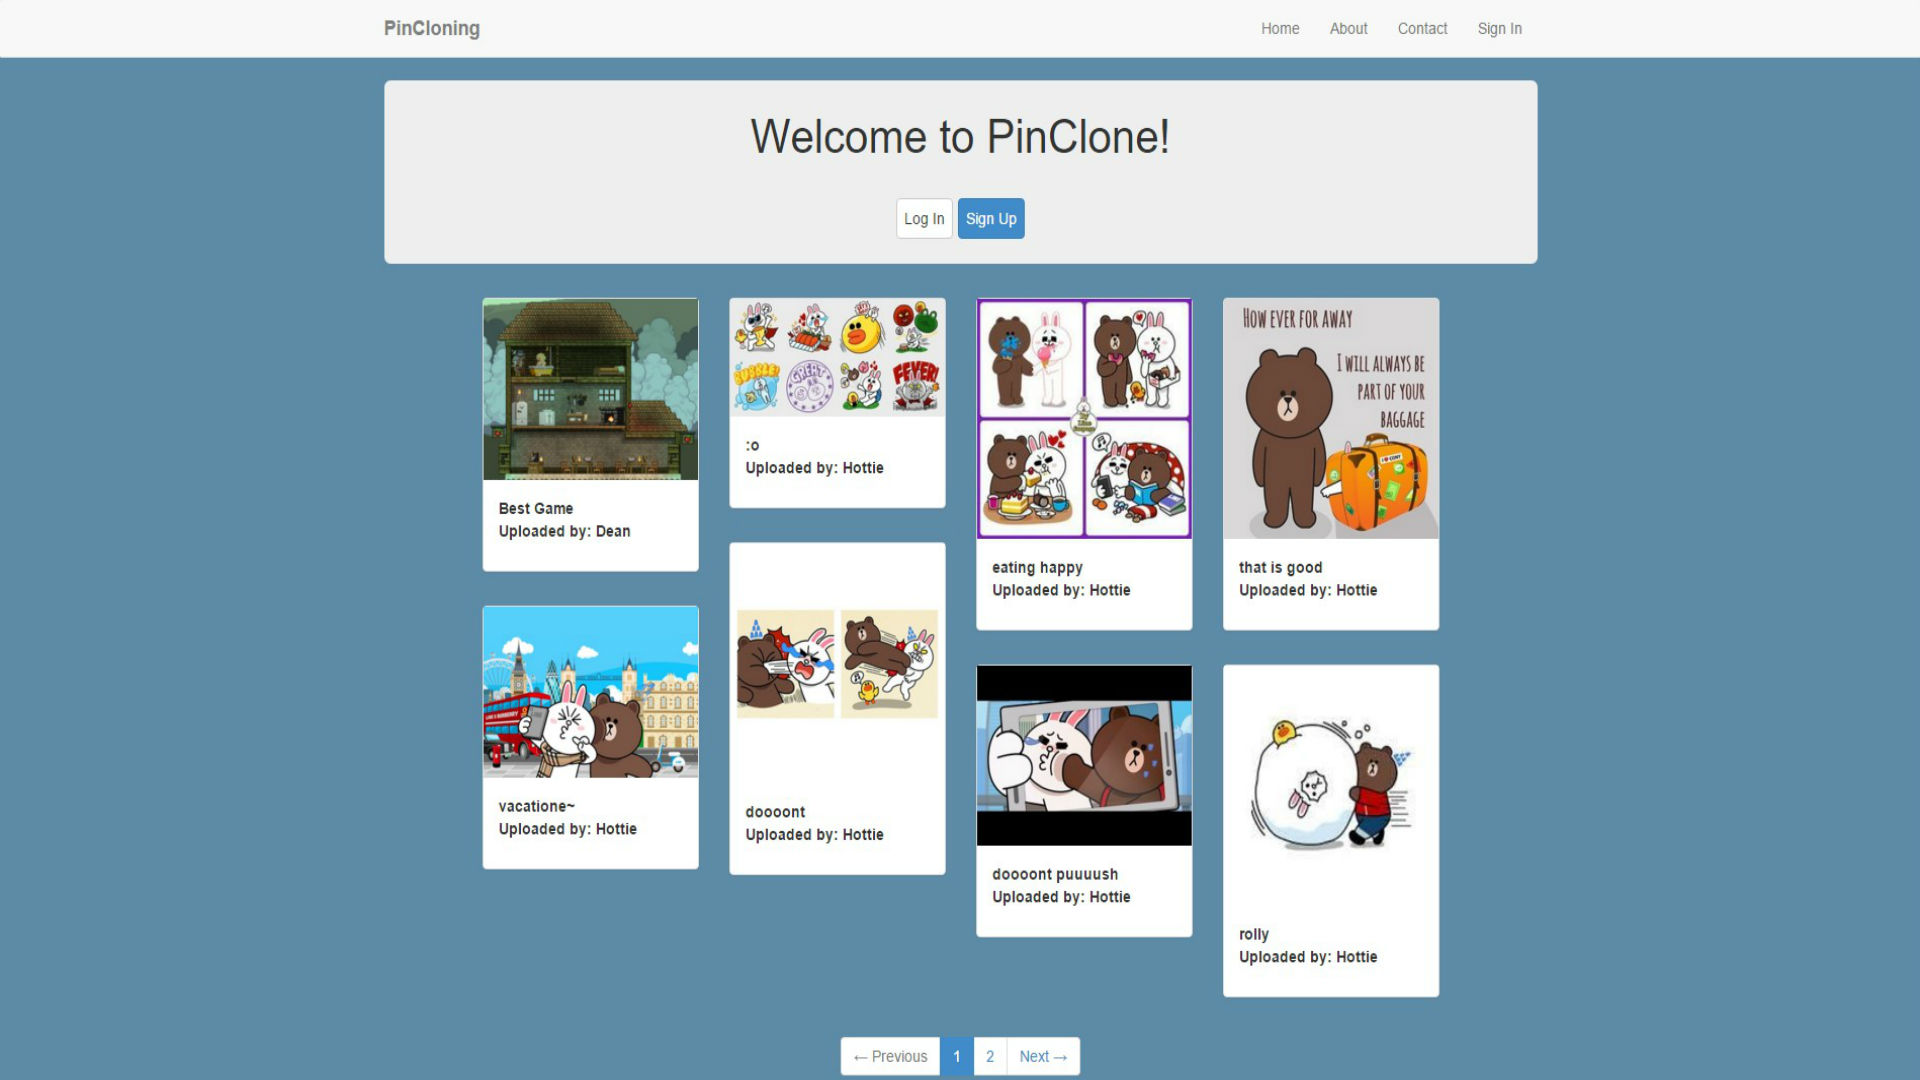 PinCloning
Home About Contact Sign In
Welcome to PinClone!
Log In Sign Up
Best Game
Uploaded by: Dean
BUBBLE!
GREAT
FEVER!
:o
Uploaded by: Hottie
eating happy
Uploaded by: Hottie
HOW EVER FOR AWAY
I WILL ALWAYS BE
PART OF YOUR
BAGGAGE
that is good
Uploaded by: Hottie
vacatione~
Uploaded by: Hottie
doooont
Uploaded by: Hottie
doooont puuuush
Uploaded by: Hottie
rolly
Uploaded by: Hottie
← Previous 1 2 Next →